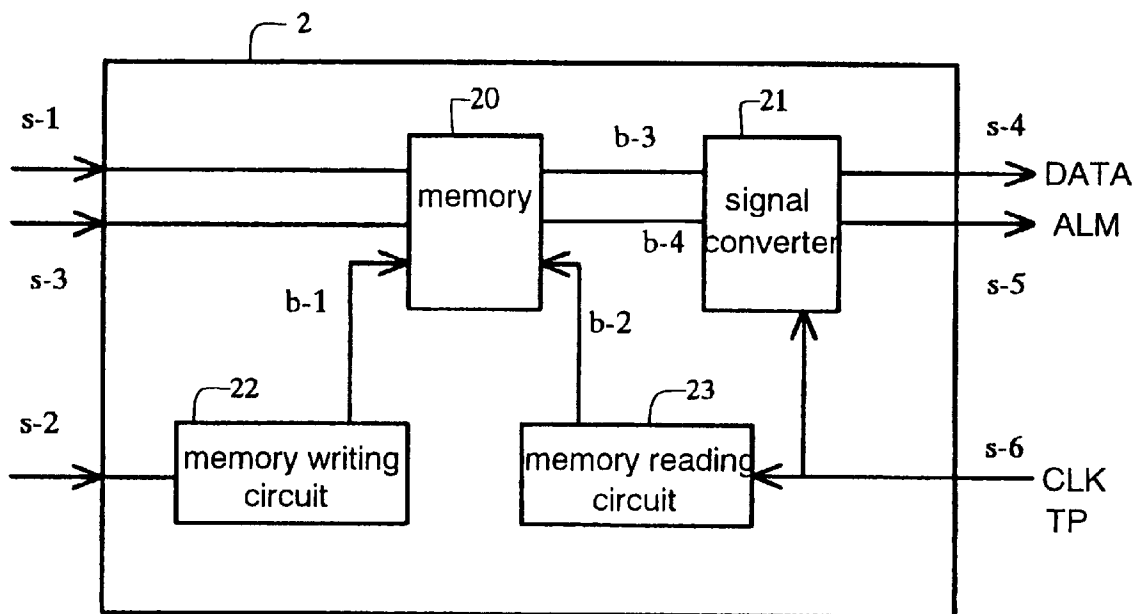 2
s-1
20
b-3
21
s-4
DATA
memory
signal
converter
ALM
b-4
s-3
b-1
b-2
s-5
22
23
s-2
memory writing
circuit
memory reading
circuit
s-6
CLK
TP